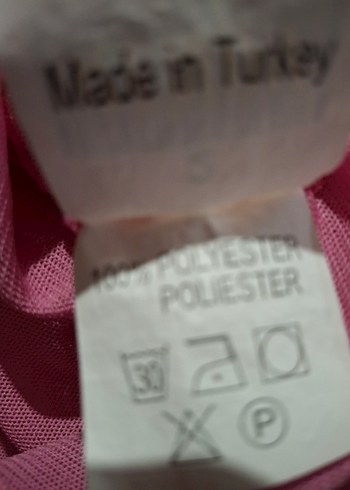 Made in Turkey
100% POLYESTER
POLIESTER
30
P